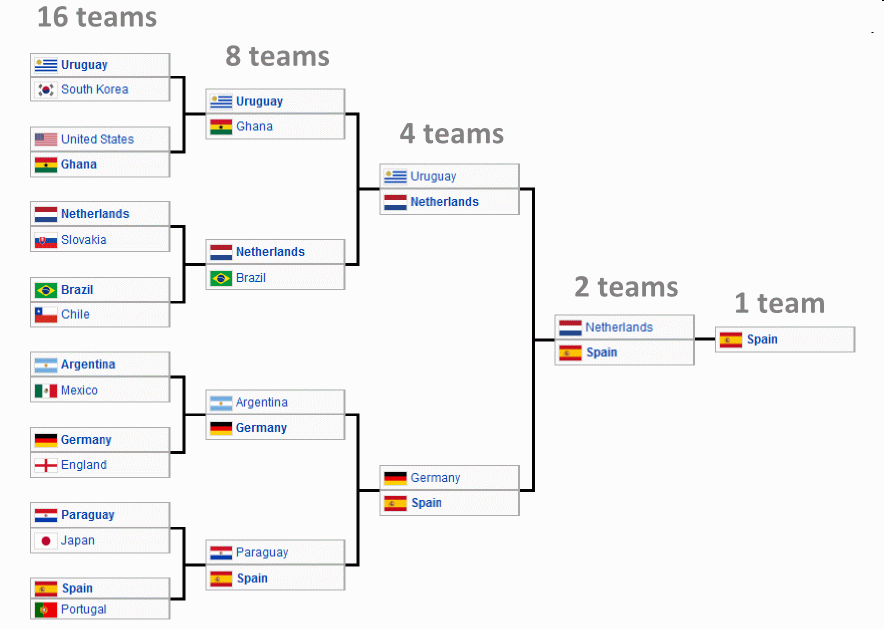 16 teams
Uruguay
South Korea
United States
Ghana
Netherlands
Slovakia
Brazil
Chile
Argentina
Mexico
Germany
England
Paraguay
Japan
Spain
Portugal
8 teams
Uruguay
Ghana
Netherlands
Brazil
Argentina
Germany
Paraguay
Spain
4 teams
Uruguay
Netherlands
Germany
Spain
2 teams
Netherlands
Spain
1 team
Spain